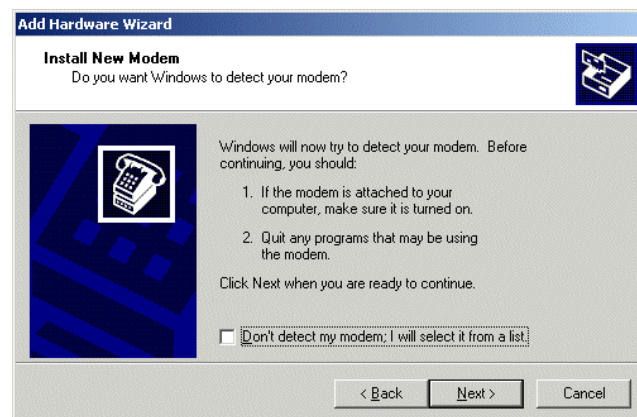 Add Hardware Wizard
Install New Modem
Do you want Windows to detect your modem?
Windows will now try to detect your modem. Before
continuing, you should:
1. If the modem is attached to your
computer, make sure it is turned on.
2. Quit any programs that may be using
the modem.
Click Next when you are ready to continue.
Don't detect my modem; I will select it from a list.
< Back Next > Cancel